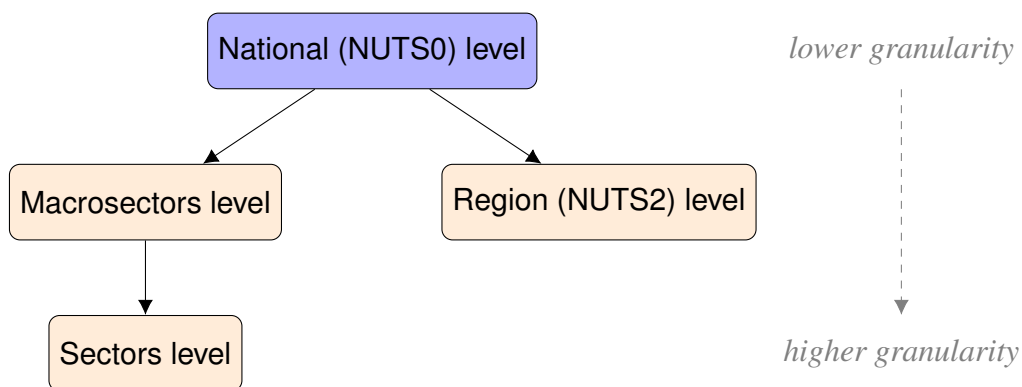 National (NUTS0) level
lower granularity
Macrosectors level
Region (NUTS2) level
Sectors level
higher granularity